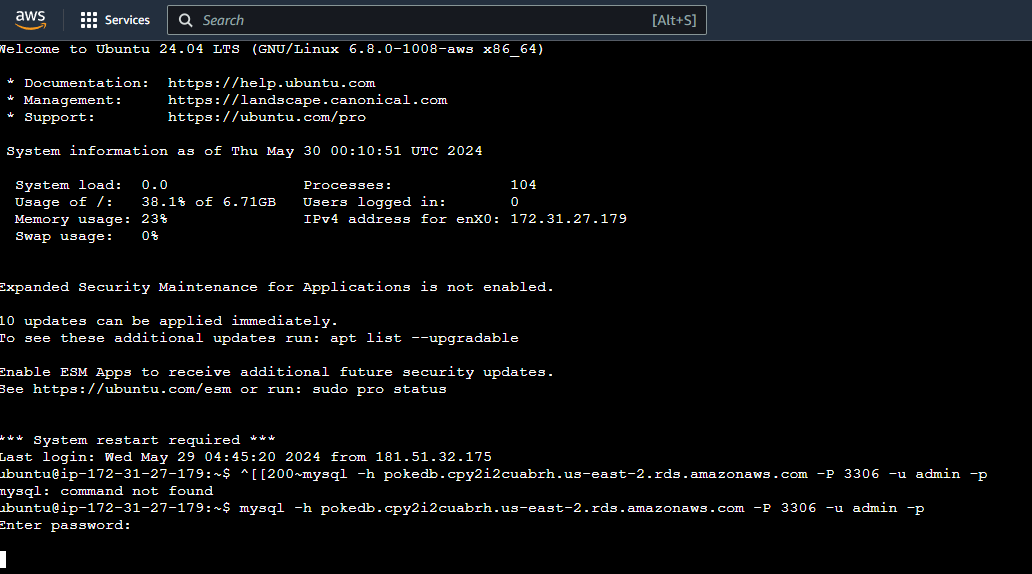 aws Services Search [Alt+S]
Welcome to Ubuntu 24.04 LTS (GNU/Linux 6.8.0-1008-aws x86_64)
* Documentation: https://help.ubuntu.com
* Management: https://landscape.canonical.com
* Support: https://ubuntu.com/pro
System information as of Thu May 30 00:10:51 UTC 2024
System load: 0.0 Processes: 104
Usage of /: 38.1% of 6.71GB Users logged in: 0
Memory usage: 23% IPv4 address for enX0: 172.31.27.179
Swap usage: 0%
Expanded Security Maintenance for Applications is not enabled.
10 updates can be applied immediately.
To see these additional updates run: apt list --upgradable
Enable ESM Apps to receive additional future security updates.
See https://ubuntu.com/esm or run: sudo pro status
*** System restart required ***
Last login: Wed May 29 04:45:20 2024 from 181.51.32.175
ubuntu@ip-172-31-27-179:~$ ^[[200~mysql -h pokedb.cpy2i2cuabrh.us-east-2.rds.amazonaws.com -P 3306 -u admin -p
mysql: command not found
ubuntu@ip-172-31-27-179:~$ mysql -h pokedb.cpy2i2cuabrh.us-east-2.rds.amazonaws.com -P 3306 -u admin -p
Enter password: